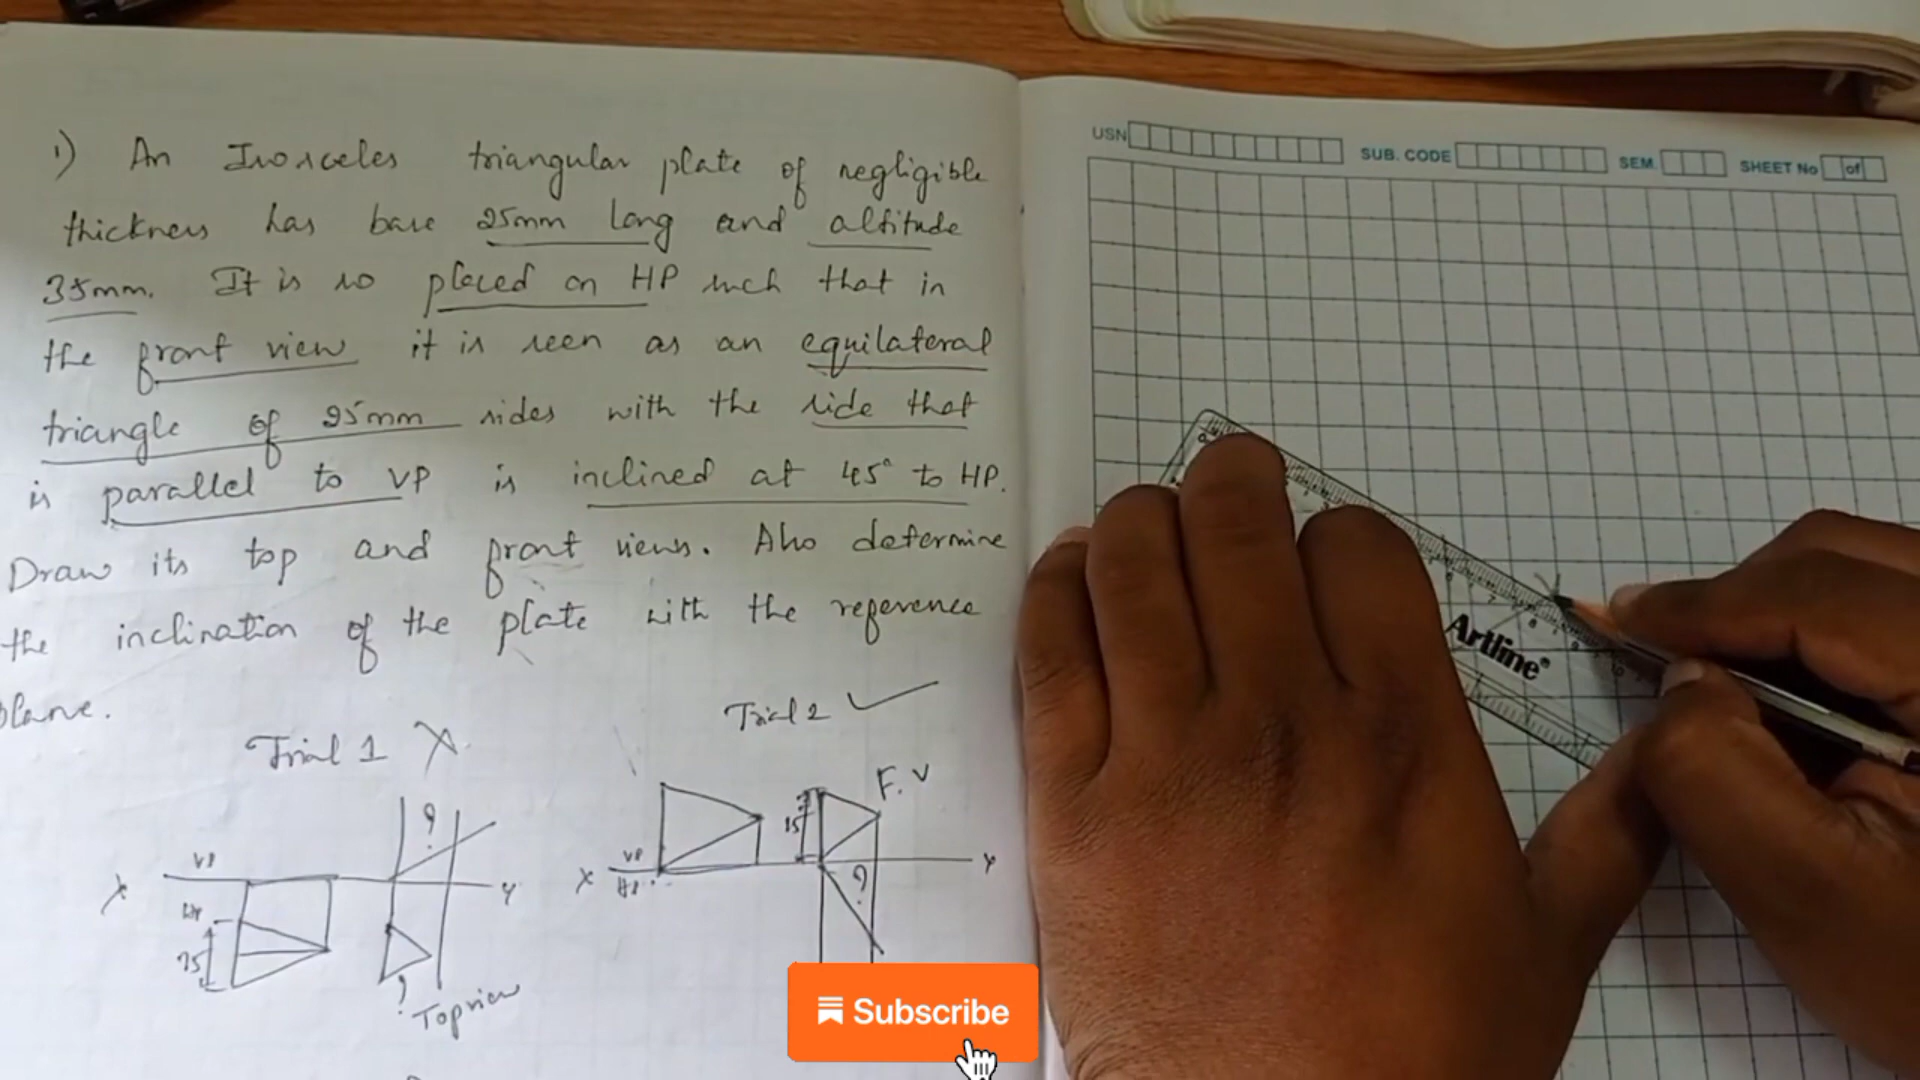 1) An Isosceles triangular plate of negligible
thickness has base 25mm long and altitude
35mm. It is so placed on HP such that in
the front view it is seen as an equilateral
triangle of 25mm sides with the side that
is parallel to VP is inclined at 45° to HP.
Draw its top and front views. Also determine
the inclination of the plate with the reference
plane.
Trial 1 X
Trial 2 ✓
VP
X
HP
Y
?
?
Top view
F.V
VP
X
HP
Y
?
USN
SUB. CODE
SEM.
SHEET No of
Artline®
Subscribe